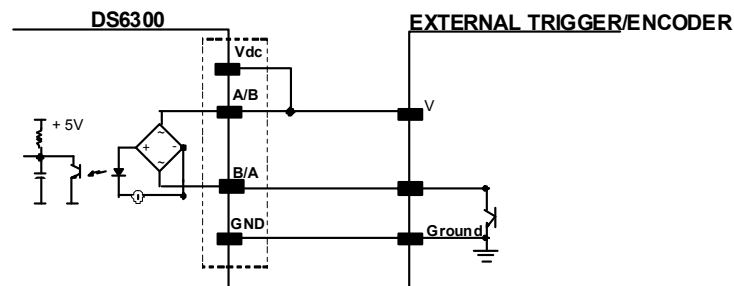 DS6300
EXTERNAL TRIGGER/ENCODER
Vdc
A/B
V
+ 5V
+ ~ - ~
B/A
GND
Ground